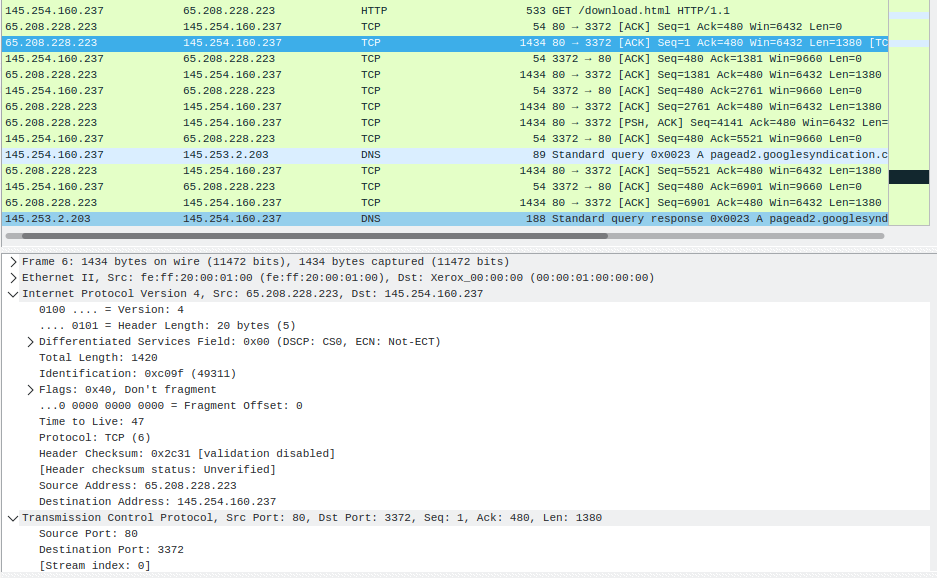 145.254.160.237 65.208.228.223 HTTP 533 GET /download.html HTTP/1.1
65.208.228.223 145.254.160.237 TCP 54 80 → 3372 [ACK] Seq=1 Ack=480 Win=6432 Len=0
65.208.228.223 145.254.160.237 TCP 1434 80 → 3372 [ACK] Seq=1 Ack=480 Win=6432 Len=1380 [TC
145.254.160.237 65.208.228.223 TCP 54 3372 → 80 [ACK] Seq=480 Ack=1381 Win=9660 Len=0
65.208.228.223 145.254.160.237 TCP 1434 80 → 3372 [ACK] Seq=1381 Ack=480 Win=6432 Len=1380
145.254.160.237 65.208.228.223 TCP 54 3372 → 80 [ACK] Seq=480 Ack=2761 Win=9660 Len=0
65.208.228.223 145.254.160.237 TCP 1434 80 → 3372 [ACK] Seq=2761 Ack=480 Win=6432 Len=1380
65.208.228.223 145.254.160.237 TCP 1434 80 → 3372 [PSH, ACK] Seq=4141 Ack=480 Win=6432 Len=
145.254.160.237 65.208.228.223 TCP 54 3372 → 80 [ACK] Seq=480 Ack=5521 Win=9660 Len=0
145.254.160.237 145.253.2.203 DNS 89 Standard query 0x0023 A pagead2.googlesyndication.c
65.208.228.223 145.254.160.237 TCP 1434 80 → 3372 [ACK] Seq=5521 Ack=480 Win=6432 Len=1380
145.254.160.237 65.208.228.223 TCP 54 3372 → 80 [ACK] Seq=480 Ack=6901 Win=9660 Len=0
65.208.228.223 145.254.160.237 TCP 1434 80 → 3372 [ACK] Seq=6901 Ack=480 Win=6432 Len=1380
145.253.2.203 145.254.160.237 DNS 188 Standard query response 0x0023 A pagead2.googlesynd
Frame 6: 1434 bytes on wire (11472 bits), 1434 bytes captured (11472 bits)
Ethernet II, Src: fe:ff:20:00:01:00 (fe:ff:20:00:01:00), Dst: Xerox_00:00:00 (00:00:01:00:00:00)
Internet Protocol Version 4, Src: 65.208.228.223, Dst: 145.254.160.237
0100 .... = Version: 4
.... 0101 = Header Length: 20 bytes (5)
Differentiated Services Field: 0x00 (DSCP: CS0, ECN: Not-ECT)
Total Length: 1420
Identification: 0xc09f (49311)
Flags: 0x40, Don't fragment
...0 0000 0000 0000 = Fragment Offset: 0
Time to Live: 47
Protocol: TCP (6)
Header Checksum: 0x2c31 [validation disabled]
[Header checksum status: Unverified]
Source Address: 65.208.228.223
Destination Address: 145.254.160.237
Transmission Control Protocol, Src Port: 80, Dst Port: 3372, Seq: 1, Ack: 480, Len: 1380
Source Port: 80
Destination Port: 3372
[Stream index: 0]